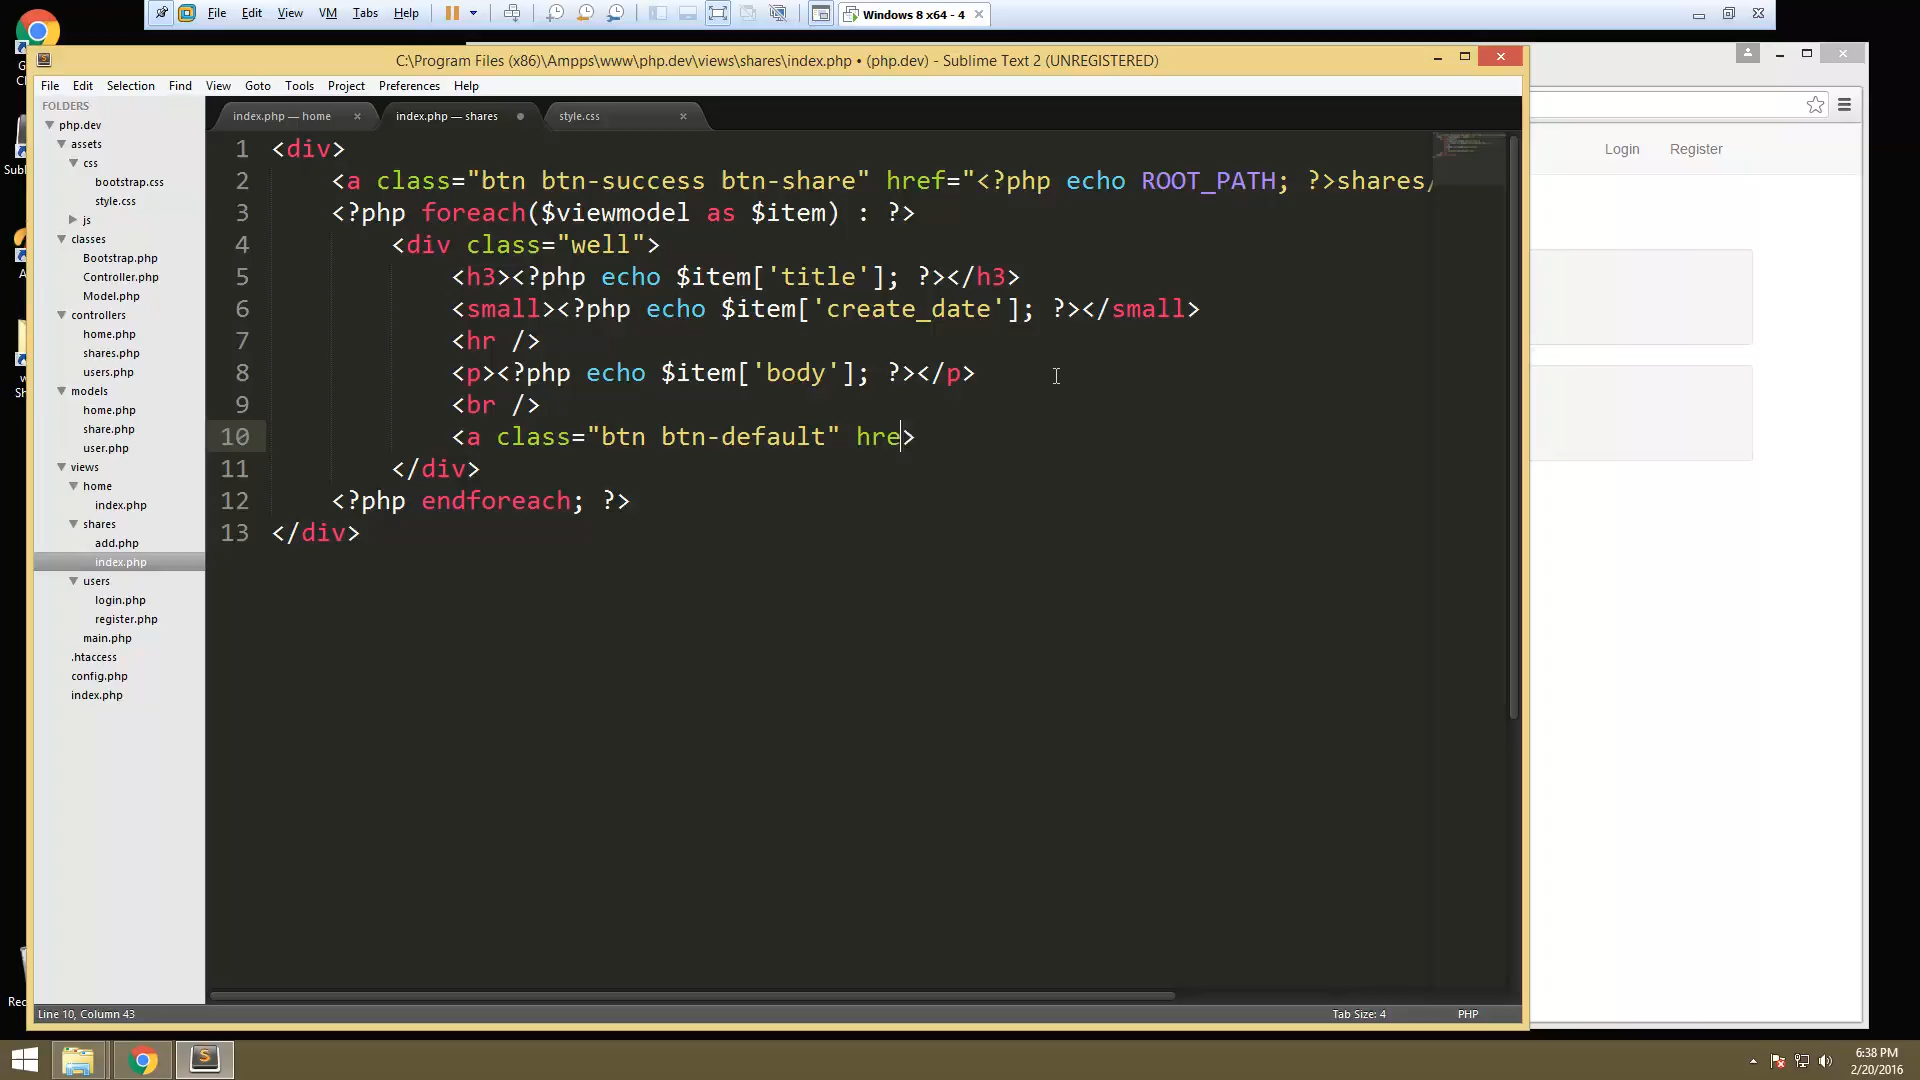 File Edit View VM Tabs Help
Windows 8 x64 - 4
C:\Program Files (x86)\Ampps\www\php.dev\views\shares\index.php • (php.dev) - Sublime Text 2 (UNREGISTERED)
File Edit Selection Find View Goto Tools Project Preferences Help
FOLDERS
php.dev
assets
css
bootstrap.css
style.css
js
classes
Bootstrap.php
Controller.php
Model.php
controllers
home.php
shares.php
users.php
models
home.php
share.php
user.php
views
home
index.php
shares
add.php
index.php
users
login.php
register.php
main.php
.htaccess
config.php
index.php
index.php — home
index.php — shares
style.css
1 <div>
2 <a class="btn btn-success btn-share" href="<?php echo ROOT_PATH; ?>shares/
3 <?php foreach($viewmodel as $item) : ?>
4 <div class="well">
5 <h3><?php echo $item['title']; ?></h3>
6 <small><?php echo $item['create_date']; ?></small>
7 <hr />
8 <p><?php echo $item['body']; ?></p>
9 <br />
10 <a class="btn btn-default" hre>
11 </div>
12 <?php endforeach; ?>
13 </div>
Login Register
Line 10, Column 43
Tab Size: 4
PHP
6:38 PM
2/20/2016